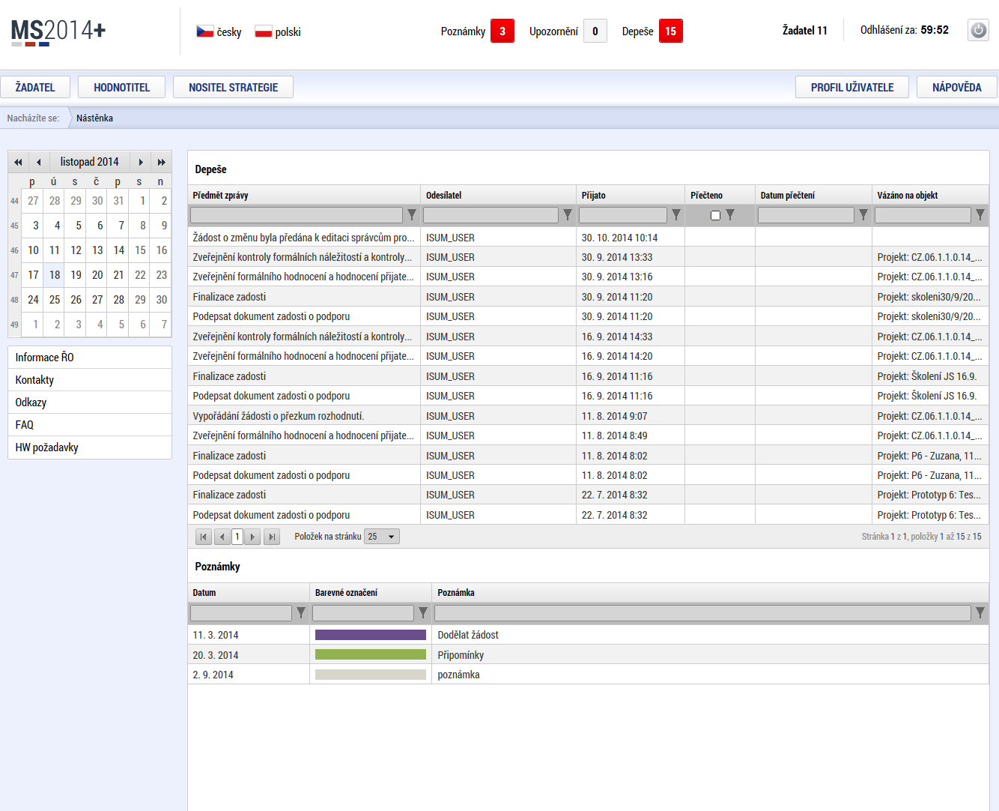 MS2014+
česky
polski
Poznámky 3
Upozornění 0
Depeše 15
Žadatel 11
Odhlášení za: 59:52
ŽADATEL
HODNOTITEL
NOSITEL STRATEGIE
PROFIL UŽIVATELE
NÁPOVĚDA
Nacházíte se: Nástěnka
listopad 2014
p ú s č p s n
44 27 28 29 30 31 1 2
45 3 4 5 6 7 8 9
46 10 11 12 13 14 15 16
47 17 18 19 20 21 22 23
48 24 25 26 27 28 29 30
49 1 2 3 4 5 6 7
Informace ŘO
Kontakty
Odkazy
FAQ
HW požadavky
Depeše
Předmět zprávy Odesílatel Přijato Přečteno Datum přečtení Vázáno na objekt
Žádost o změnu byla předána k editaci správcům pro... ISUM_USER 30. 10. 2014 10:14
Zveřejnění kontroly formálních náležitostí a kontroly... ISUM_USER 30. 9. 2014 13:33 Projekt: CZ.06.1.1.0.14_...
Zveřejnění formálního hodnocení a hodnocení přijate... ISUM_USER 30. 9. 2014 13:16 Projekt: CZ.06.1.1.0.14_...
Finalizace zadosti ISUM_USER 30. 9. 2014 11:20 Projekt: skoleni30/9/20...
Podepsat dokument zadosti o podporu ISUM_USER 30. 9. 2014 11:20 Projekt: skoleni30/9/20...
Zveřejnění kontroly formálních náležitostí a kontroly... ISUM_USER 16. 9. 2014 14:33 Projekt: CZ.06.1.1.0.14_...
Zveřejnění formálního hodnocení a hodnocení přijate... ISUM_USER 16. 9. 2014 14:20 Projekt: CZ.06.1.1.0.14_...
Finalizace zadosti ISUM_USER 16. 9. 2014 11:16 Projekt: Školení JS 16.9.
Podepsat dokument zadosti o podporu ISUM_USER 16. 9. 2014 11:16 Projekt: Školení JS 16.9.
Vypořádání žádosti o přezkum rozhodnutí. ISUM_USER 11. 8. 2014 9:07 Projekt: CZ.06.1.1.0.14_...
Zveřejnění formálního hodnocení a hodnocení přijate... ISUM_USER 11. 8. 2014 8:49 Projekt: CZ.06.1.1.0.14_...
Finalizace zadosti ISUM_USER 11. 8. 2014 8:02 Projekt: P6 - Zuzana, 11...
Podepsat dokument zadosti o podporu ISUM_USER 11. 8. 2014 8:02 Projekt: P6 - Zuzana, 11...
Finalizace zadosti ISUM_USER 22. 7. 2014 8:32 Projekt: Prototyp 6: Tes...
Podepsat dokument zadosti o podporu ISUM_USER 22. 7. 2014 8:32 Projekt: Prototyp 6: Tes...
1 Položek na stránku 25 Stránka 1 z 1, položky 1 až 15 z 15
Poznámky
Datum Barevné označení Poznámka
11. 3. 2014 Dodělat žádost
20. 3. 2014 Připomínky
2. 9. 2014 poznámka